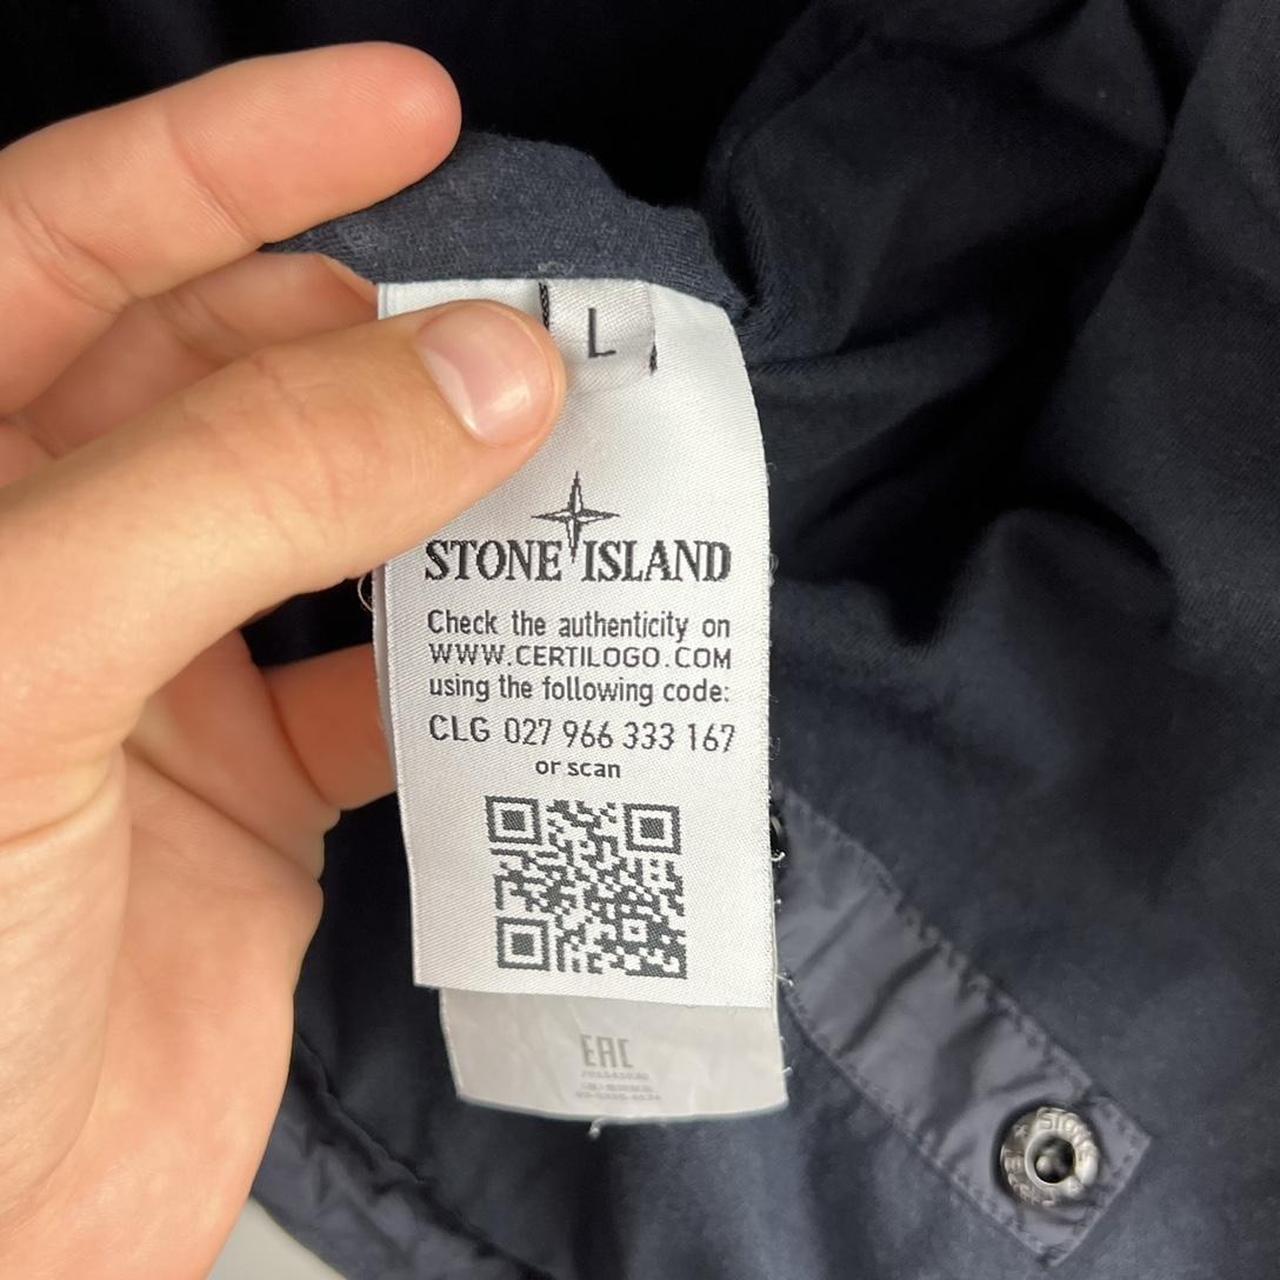 L
STONE ISLAND
Check the authenticity on
WWW.CERTILOGO.COM
using the following code:
CLG 027 966 333 167
or scan
EAC
STONE